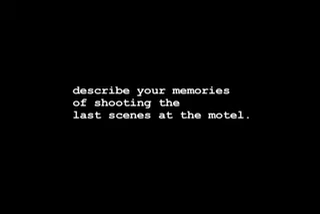 describe your memories
of shooting the
last scenes at the motel.